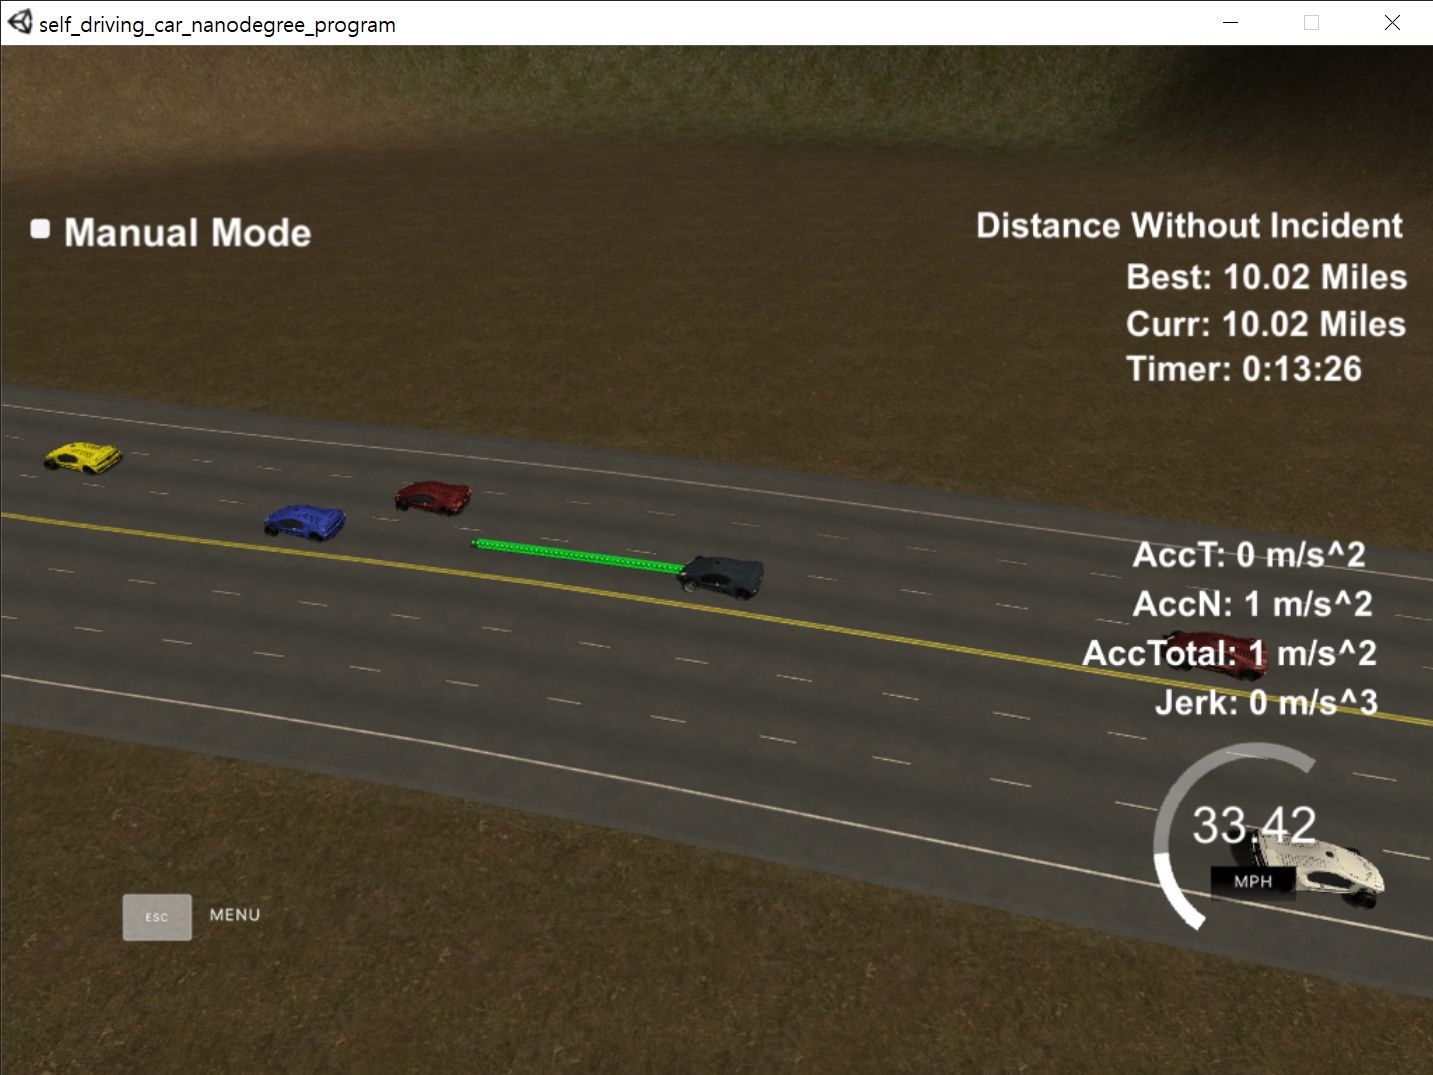 self_driving_car_nanodegree_program
Manual Mode
Distance Without Incident
Best: 10.02 Miles
Curr: 10.02 Miles
Timer: 0:13:26
AccT: 0 m/s^2
AccN: 1 m/s^2
AccTotal: 1 m/s^2
Jerk: 0 m/s^3
33.42
MPH
ESC MENU